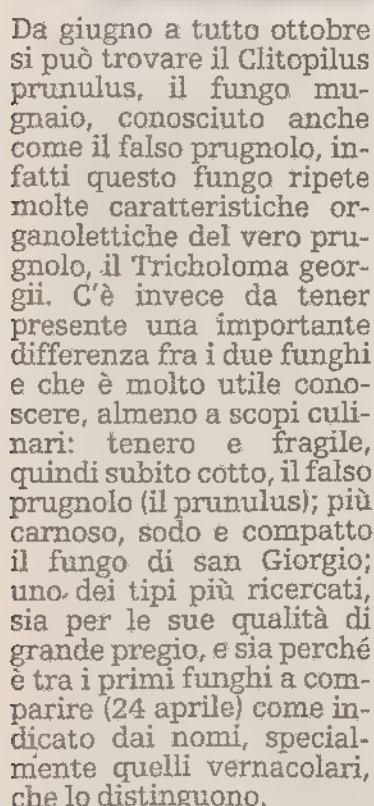 Da giugno a tutto ottobre
si può trovare il Clitopilus
prunulus, il fungo mu-
gnaio, conosciuto anche
come il falso prugnolo, in-
fatti questo fungo ripete
molte caratteristiche or-
ganolettiche del vero pru-
gnolo, il Tricholoma geor-
gii. C'è invece da tener
presente una importante
differenza fra i due funghi
e che è molto utile cono-
scere, almeno a scopi culi-
nari: tenero e fragile,
quindi subito cotto, il falso
prugnolo (il prunulus); più
carnoso, sodo e compatto
il fungo di san Giorgio;
uno dei tipi più ricercati,
sia per le sue qualità di
grande pregio, e sia perché
è tra i primi funghi a com-
parire (24 aprile) come in-
dicato dai nomi, special-
mente quelli vernacolari,
che lo distinguono.